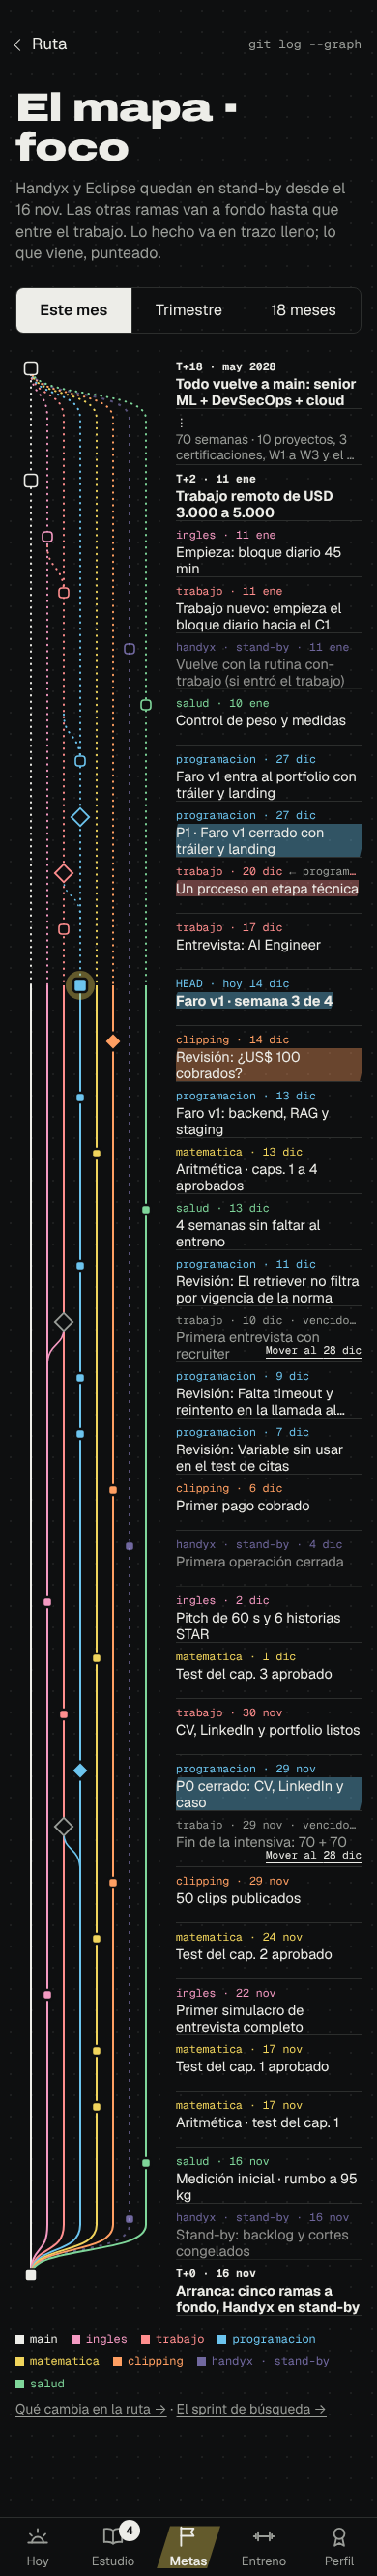 Ruta
git log --graph
El mapa ·
foco
Handyx y Eclipse quedan en stand-by desde el
16 nov. Las otras ramas van a fondo hasta que
entre el trabajo. Lo hecho va en trazo lleno; lo
que viene, punteado.
Este mes
Trimestre
18 meses
T+18 · may 2028
Todo vuelve a main: senior
ML + DevSecOps + cloud
⋮
70 semanas · 10 proyectos, 3
certificaciones, W1 a W3 y el …
T+2 · 11 ene
Trabajo remoto de USD
3.000 a 5.000
ingles · 11 ene
Empieza: bloque diario 45
min
trabajo · 11 ene
Trabajo nuevo: empieza el
bloque diario hacia el C1
handyx · stand-by · 11 ene
Vuelve con la rutina con-
trabajo (si entró el trabajo)
salud · 10 ene
Control de peso y medidas
programacion · 27 dic
Faro v1 entra al portfolio con
tráiler y landing
programacion · 27 dic
P1 · Faro v1 cerrado con
tráiler y landing
trabajo · 20 dic ← program…
Un proceso en etapa técnica
trabajo · 17 dic
Entrevista: AI Engineer
HEAD · hoy 14 dic
Faro v1 · semana 3 de 4
clipping · 14 dic
Revisión: ¿US$ 100
cobrados?
programacion · 13 dic
Faro v1: backend, RAG y
staging
matematica · 13 dic
Aritmética · caps. 1 a 4
aprobados
salud · 13 dic
4 semanas sin faltar al
entreno
programacion · 11 dic
Revisión: El retriever no filtra
por vigencia de la norma
trabajo · 10 dic · vencido…
Primera entrevista con
recruiter
Mover al 28 dic
programacion · 9 dic
Revisión: Falta timeout y
reintento en la llamada al…
programacion · 7 dic
Revisión: Variable sin usar
en el test de citas
clipping · 6 dic
Primer pago cobrado
handyx · stand-by · 4 dic
Primera operación cerrada
ingles · 2 dic
Pitch de 60 s y 6 historias
STAR
matematica · 1 dic
Test del cap. 3 aprobado
trabajo · 30 nov
CV, LinkedIn y portfolio listos
programacion · 29 nov
P0 cerrado: CV, LinkedIn y
caso
trabajo · 29 nov · vencido…
Fin de la intensiva: 70 + 70
Mover al 28 dic
clipping · 29 nov
50 clips publicados
matematica · 24 nov
Test del cap. 2 aprobado
ingles · 22 nov
Primer simulacro de
entrevista completo
matematica · 17 nov
Test del cap. 1 aprobado
matematica · 17 nov
Aritmética · test del cap. 1
salud · 16 nov
Medición inicial · rumbo a 95
kg
handyx · stand-by · 16 nov
Stand-by: backlog y cortes
congelados
T+0 · 16 nov
Arranca: cinco ramas a
fondo, Handyx en stand-by
main ingles trabajo programacion
matematica clipping handyx · stand-by
salud
Qué cambia en la ruta → · El sprint de búsqueda →
4
Hoy Estudio Metas Entreno Perfil